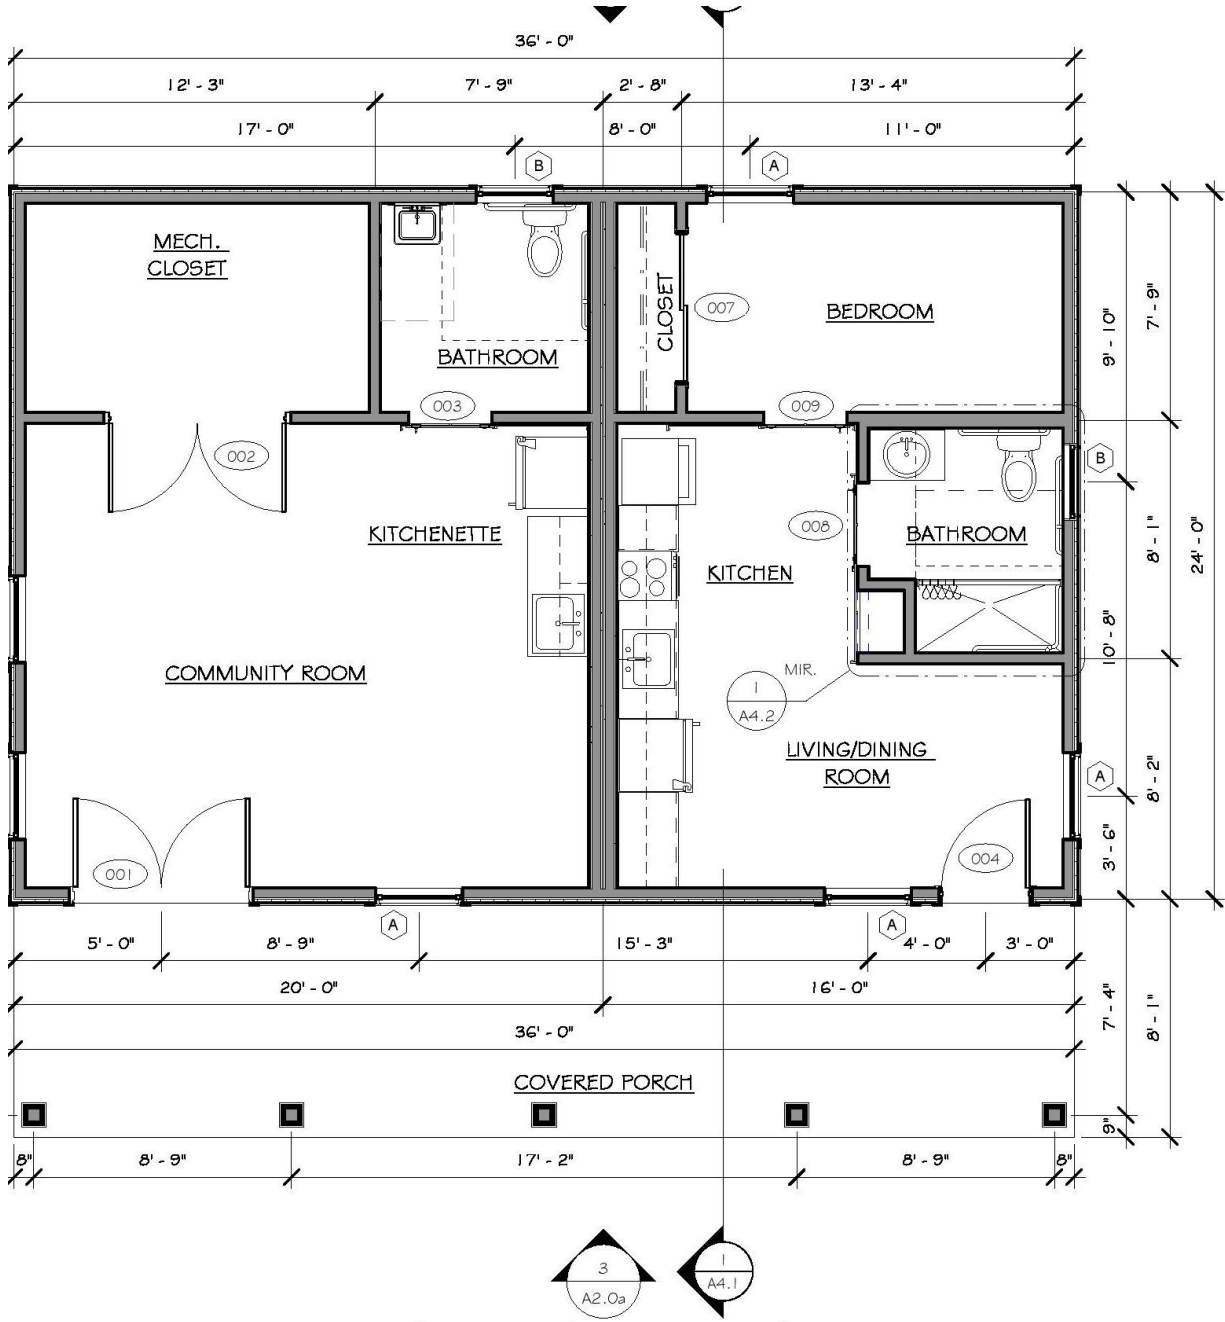 36' - 0"
12' - 3"
7' - 9"
2' - 8"
13' - 4"
17' - 0"
8' - 0"
11' - 0"
B
A
MECH.
CLOSET
BATHROOM
003
CLOSET
007
BEDROOM
009
9' - 10"
7' - 9"
002
KITCHENETTE
008
KITCHEN
BATHROOM
B
8' - 1"
24' - 0"
10' - 8"
COMMUNITY ROOM
MIR.
1
A4.2
LIVING/DINING
ROOM
A
8' - 2"
3' - 6"
001
004
A
A
5' - 0"
8' - 9"
15' - 3"
4' - 0"
3' - 0"
20' - 0"
16' - 0"
36' - 0"
7' - 4"
8' - 1"
COVERED PORCH
9"
8"
8' - 9"
17' - 2"
8' - 9"
8"
3
A2.0a
1
A4.1